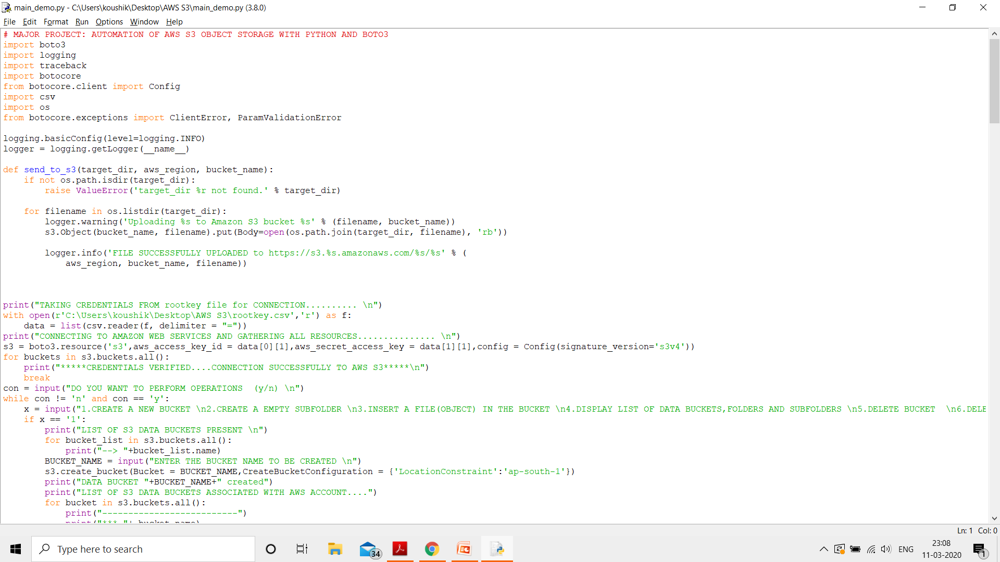 main_demo.py - C:\Users\koushik\Desktop\AWS S3\main_demo.py (3.8.0)
File Edit Format Run Options Window Help
# MAJOR PROJECT: AUTOMATION OF AWS S3 OBJECT STORAGE WITH PYTHON AND BOTO3
import boto3
import logging
import traceback
import botocore
from botocore.client import Config
import csv
import os
from botocore.exceptions import ClientError, ParamValidationError

logging.basicConfig(level=logging.INFO)
logger = logging.getLogger(__name__)

def send_to_s3(target_dir, aws_region, bucket_name):
    if not os.path.isdir(target_dir):
        raise ValueError('target_dir %r not found.' % target_dir)

    for filename in os.listdir(target_dir):
        logger.warning('Uploading %s to Amazon S3 bucket %s' % (filename, bucket_name))
        s3.Object(bucket_name, filename).put(Body=open(os.path.join(target_dir, filename), 'rb'))

        logger.info('FILE SUCCESSFULLY UPLOADED to https://s3.%s.amazonaws.com/%s/%s' % (
            aws_region, bucket_name, filename))

print("TAKING CREDENTIALS FROM rootkey file for CONNECTION.......... \n")
with open(r'C:\Users\koushik\Desktop\AWS S3\rootkey.csv','r') as f:
    data = list(csv.reader(f, delimiter = "="))
print("CONNECTING TO AMAZON WEB SERVICES AND GATHERING ALL RESOURCES............... \n")
s3 = boto3.resource('s3',aws_access_key_id = data[0][1],aws_secret_access_key = data[1][1],config = Config(signature_version='s3v4'))
for buckets in s3.buckets.all():
    print("*****CREDENTIALS VERIFIED....CONNECTION SUCCESSFULLY TO AWS S3*****\n")
    break
con = input("DO YOU WANT TO PERFORM OPERATIONS  (y/n) \n")
while con != 'n' and con == 'y':
    x = input("1.CREATE A NEW BUCKET \n2.CREATE A EMPTY SUBFOLDER \n3.INSERT A FILE(OBJECT) IN THE BUCKET \n4.DISPLAY LIST OF DATA BUCKETS,FOLDERS AND SUBFOLDERS \n5.DELETE BUCKET  \n6.DELE
    if x == '1':
        print("LIST OF S3 DATA BUCKETS PRESENT \n")
        for bucket_list in s3.buckets.all():
            print("--> "+bucket_list.name)
        BUCKET_NAME = input("ENTER THE BUCKET NAME TO BE CREATED \n")
        s3.create_bucket(Bucket = BUCKET_NAME,CreateBucketConfiguration = {'LocationConstraint':'ap-south-1'})
        print("DATA BUCKET "+BUCKET_NAME+" created")
        print("LIST OF S3 DATA BUCKETS ASSOCIATED WITH AWS ACCOUNT....")
        for bucket in s3.buckets.all():
            print("--------------------------")
            print("*** "+ bucket.name)
Ln: 1 Col: 0
Type here to search
34
ENG
23:08
11-03-2020
1